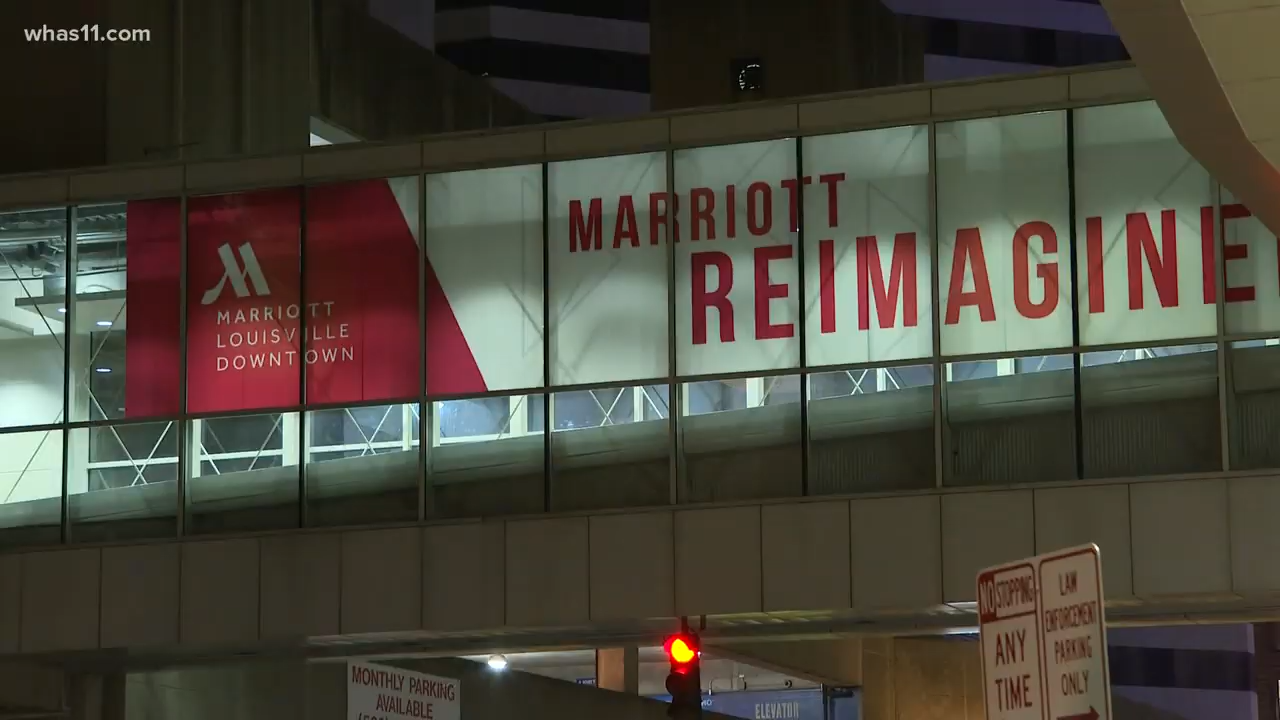 whas11.com
MARRIOTT
REIMAGINE
MARRIOTT
LOUISVILLE
DOWNTOWN
NO STOPPING
ANY
TIME
LAW
ENFORCEMENT
PARKING
ONLY
MONTHLY PARKING
AVAILABLE
ELEVATOR